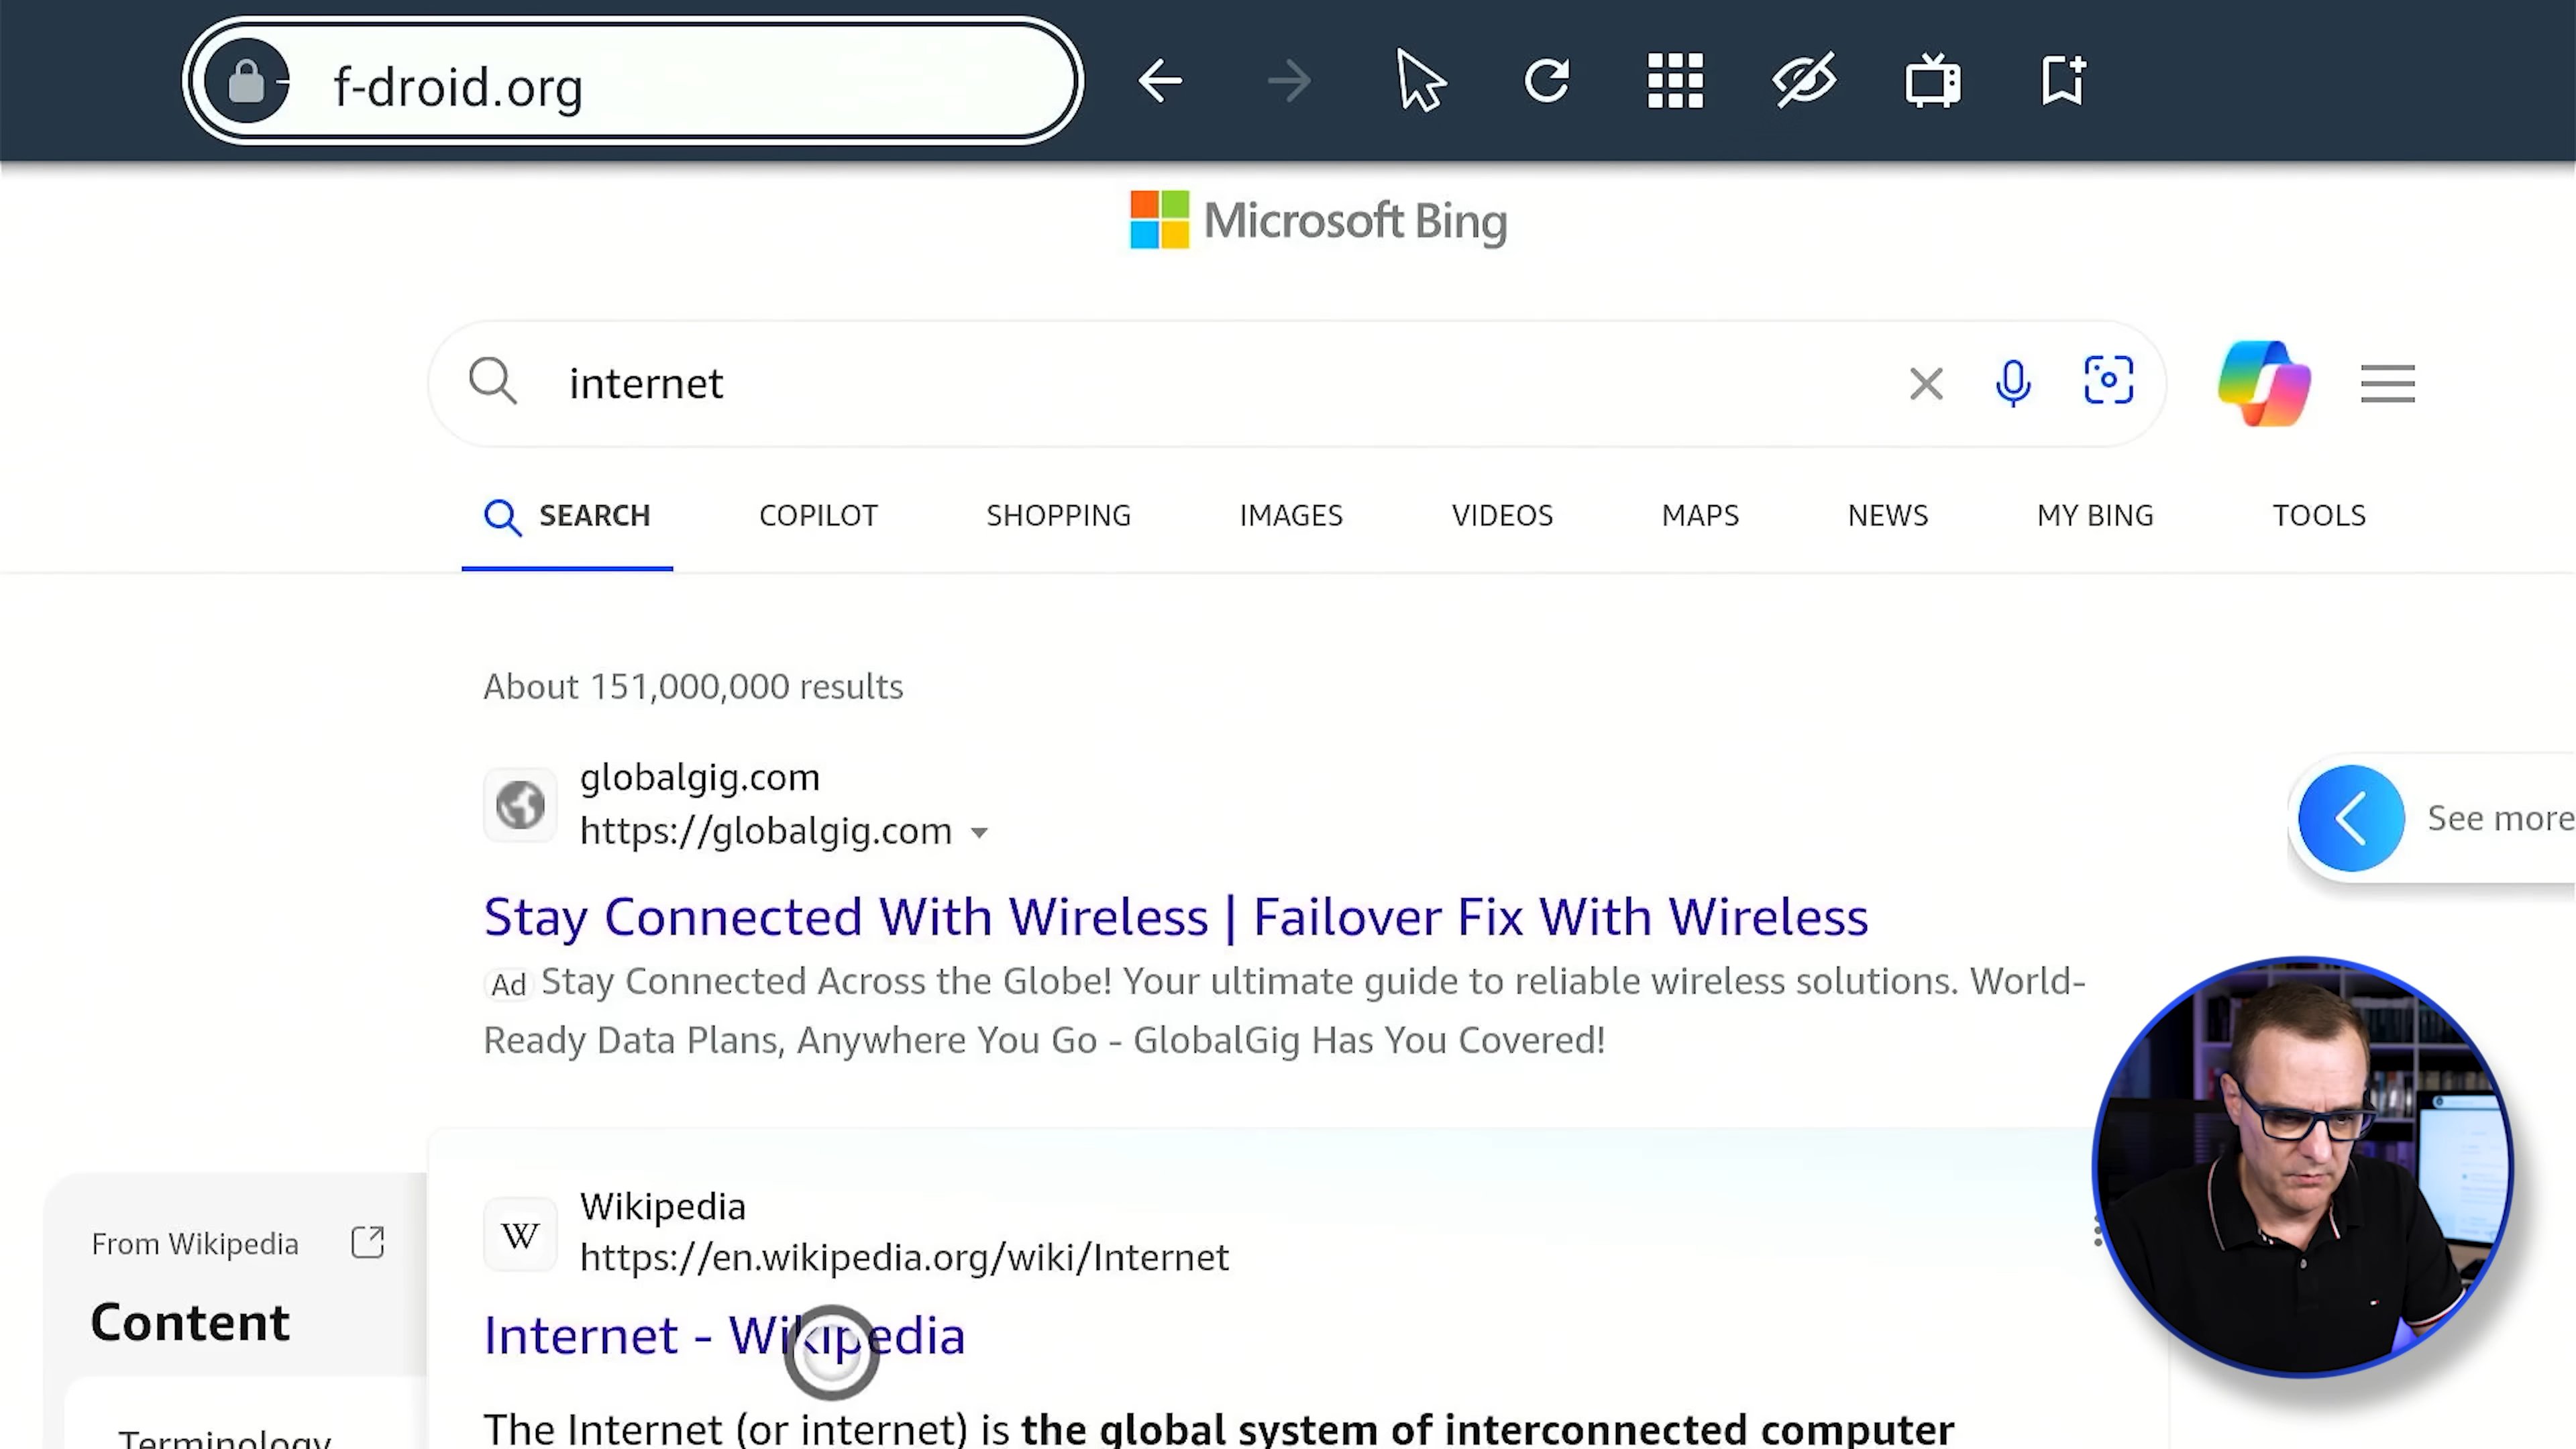 f-droid.org
Microsoft Bing
internet
SEARCH COPILOT SHOPPING IMAGES VIDEOS MAPS NEWS MY BING TOOLS
About 151,000,000 results
globalgig.com
https://globalgig.com
See more
Stay Connected With Wireless | Failover Fix With Wireless
Ad Stay Connected Across the Globe! Your ultimate guide to reliable wireless solutions. World-
Ready Data Plans, Anywhere You Go - GlobalGig Has You Covered!
From Wikipedia
Content
Terminology
W
Wikipedia
https://en.wikipedia.org/wiki/Internet
Internet - Wikipedia
The Internet (or internet) is the global system of interconnected computer